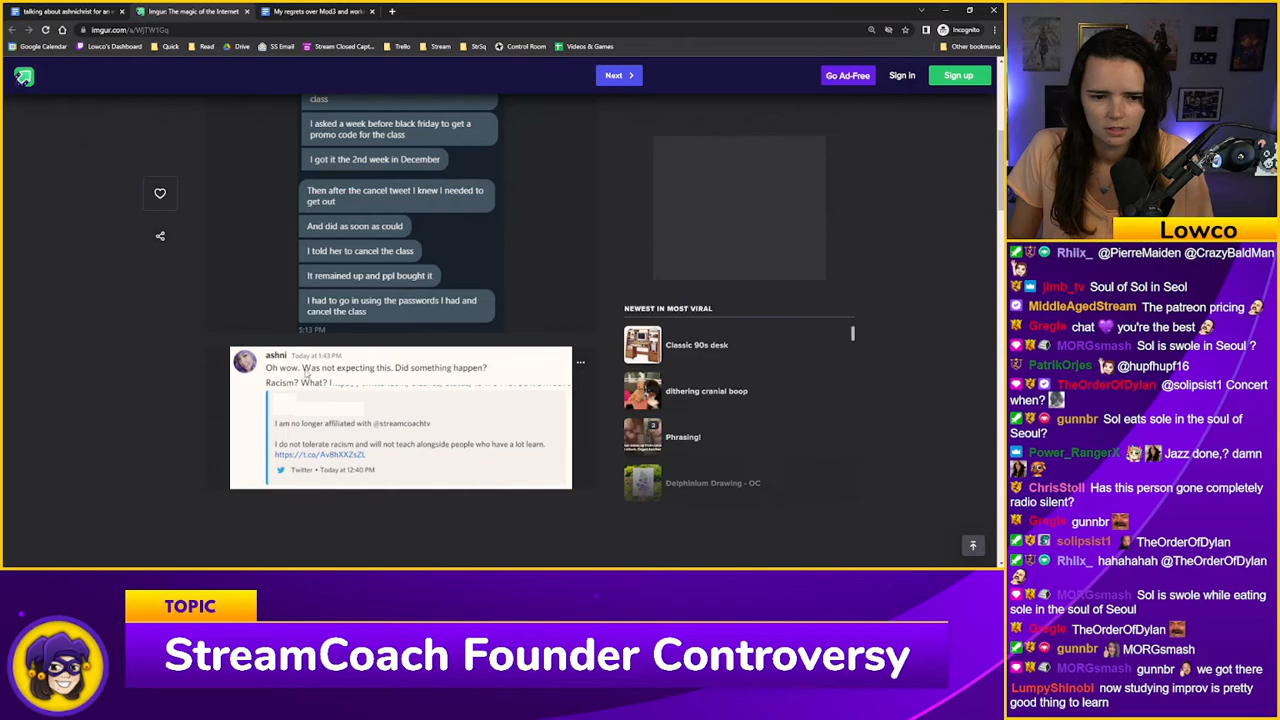 talking about ashnichrist for an
Imgur: The magic of the Internet
My regrets over Mod3 and work
imgur.com/a/WjTW1Gq
Incognito
Google Calendar
Lowco's Dashboard
Quick
Read
Drive
SS Email
Stream Closed Capt...
Trello
Stream
StrSq
Control Room
Videos & Games
Other bookmarks
Next
Go Ad-Free
Sign in
Sign up
class
I asked a week before black friday to get a
promo code for the class
I got it the 2nd week in December
Then after the cancel tweet I knew I needed to
get out
And did as soon as could
I told her to cancel the class
It remained up and ppl bought it
I had to go in using the passwords I had and
cancel the class
5:13 PM
ashni Today at 1:43 PM
Oh wow. Was not expecting this. Did something happen?
Racism? What?
I am no longer affiliated with @streamcoachtv
I do not tolerate racism and will not teach alongside people who have a lot learn.
https://t.co/Av8hXXZsZL
Twitter • Today at 12:40 PM
NEWEST IN MOST VIRAL
Classic 90s desk
dithering cranial boop
2
Phrasing!
Delphinium Drawing - OC
Lowco
Rhilx_ @PierreMaiden @CrazyBaldMan
jimb_tv Soul of Sol in Seol
MiddleAgedStream The patreon pricing
Gregle chat you're the best
MORGsmash Sol is swole in Seoul ?
PatrikOrjes @hupfhupf16
TheOrderOfDylan @solipsist1 Concert
when?
gunnbr Sol eats sole in the soul of
Seoul?
Power_RangerX Jazz done,? damn
ChrisStoll Has this person gone completely
radio silent?
Gregle gunnbr
solipsist1 TheOrderOfDylan
Rhilx_ hahahahah @TheOrderOfDylan
MORGsmash Sol is swole while eating
sole in the soul of Seoul
Gregle TheOrderOfDylan
gunnbr MORGsmash
MORGsmash gunnbr we got there
LumpyShinobi now studying improv is pretty
good thing to learn
TOPIC
StreamCoach Founder Controversy